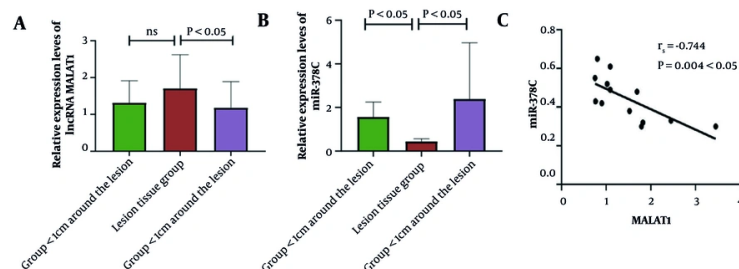 A
Relative expression levels of
lncRNA MALAT1
3
2
1
0
ns
P < 0.05
Group < 1cm around the lesion
Lesion tissue group
Group < 1cm around the lesion
B
Relative expression levels of
miR-378C
6
4
2
0
P < 0.05
P < 0.05
Group < 1cm around the lesion
Lesion tissue group
Group < 1cm around the lesion
C
miR-378C
0.8
0.6
0.4
0.2
0.0
rs = -0.744
P = 0.004 < 0.05
0
1
2
3
4
MALAT1